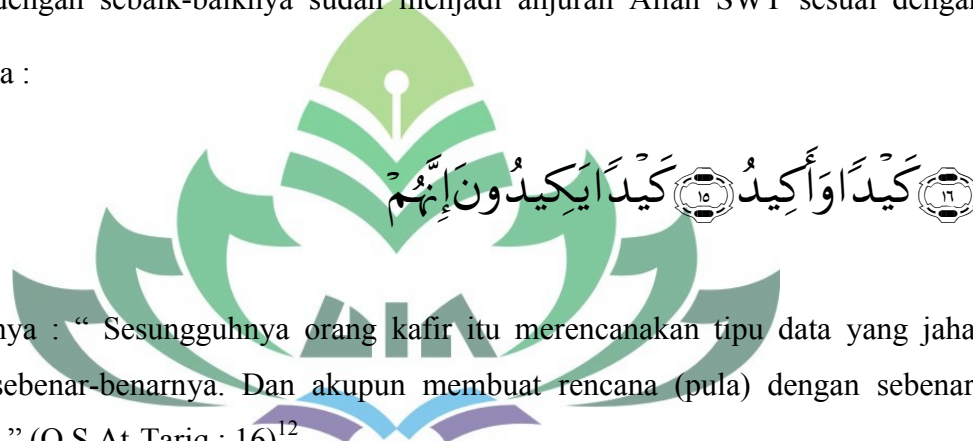 dengan sebaik-baiknya sudah menjadi anjuran Allah SWT sesuai dengan
a :
١٦ كَيۡدٗا وَأَكِيدُ ١٥ كَيۡدٗا يَكِيدُونَ إِنَّهُمۡ
nya : “ Sesungguhnya orang kafir itu merencanakan tipu data yang jaha
sebenar-benarnya. Dan akupun membuat rencana (pula) dengan sebenar
” (Q.S At-Tariq : 16)12